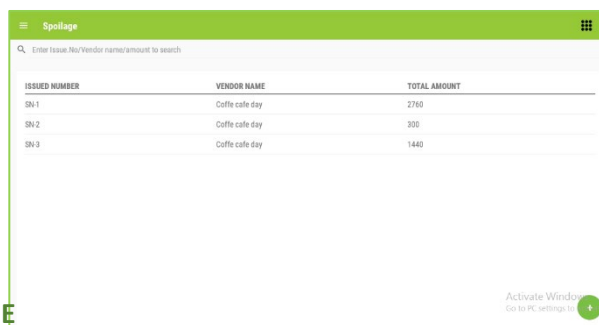 Spoilage
Enter Issue.No/Vendor name/amount to search
ISSUED NUMBER VENDOR NAME TOTAL AMOUNT
SN-1 Coffe cafe day 2760
SN-2 Coffe cafe day 300
SN-3 Coffe cafe day 1440
Activate Windows
Go to PC settings to
E